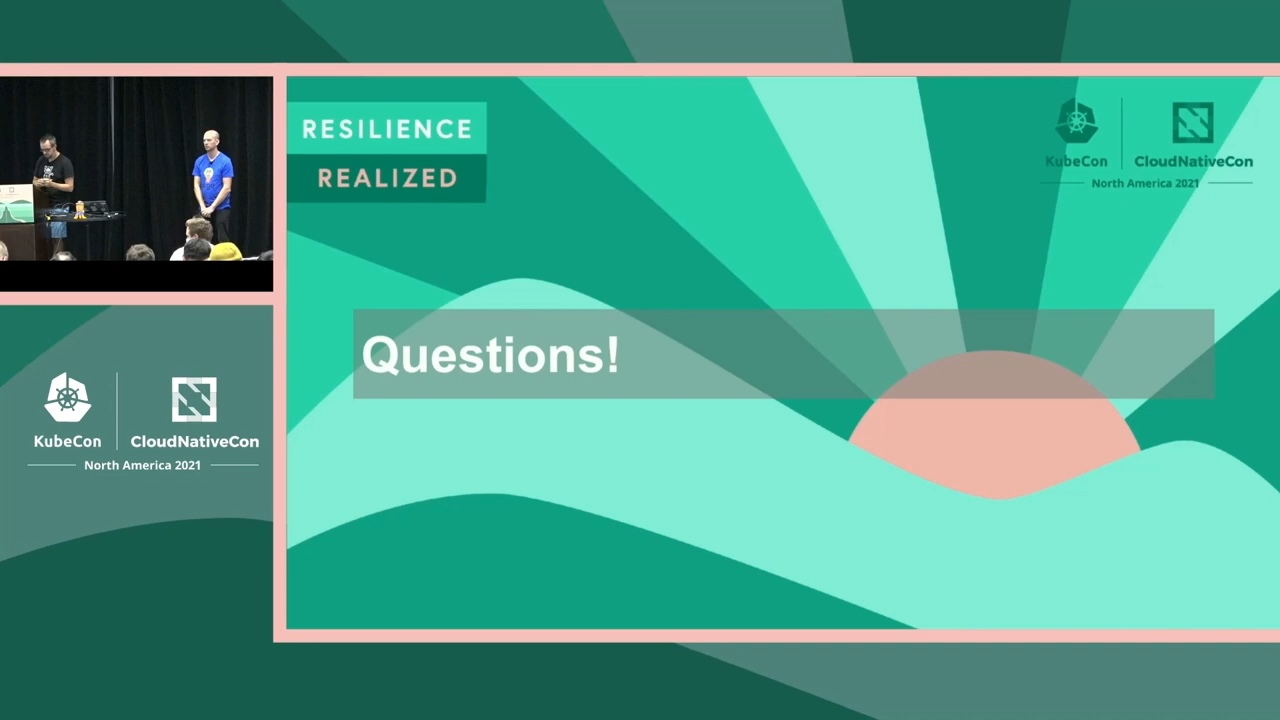 RESILIENCE
REALIZED
KubeCon
CloudNativeCon
North America 2021
Questions!
KubeCon
CloudNativeCon
North America 2021